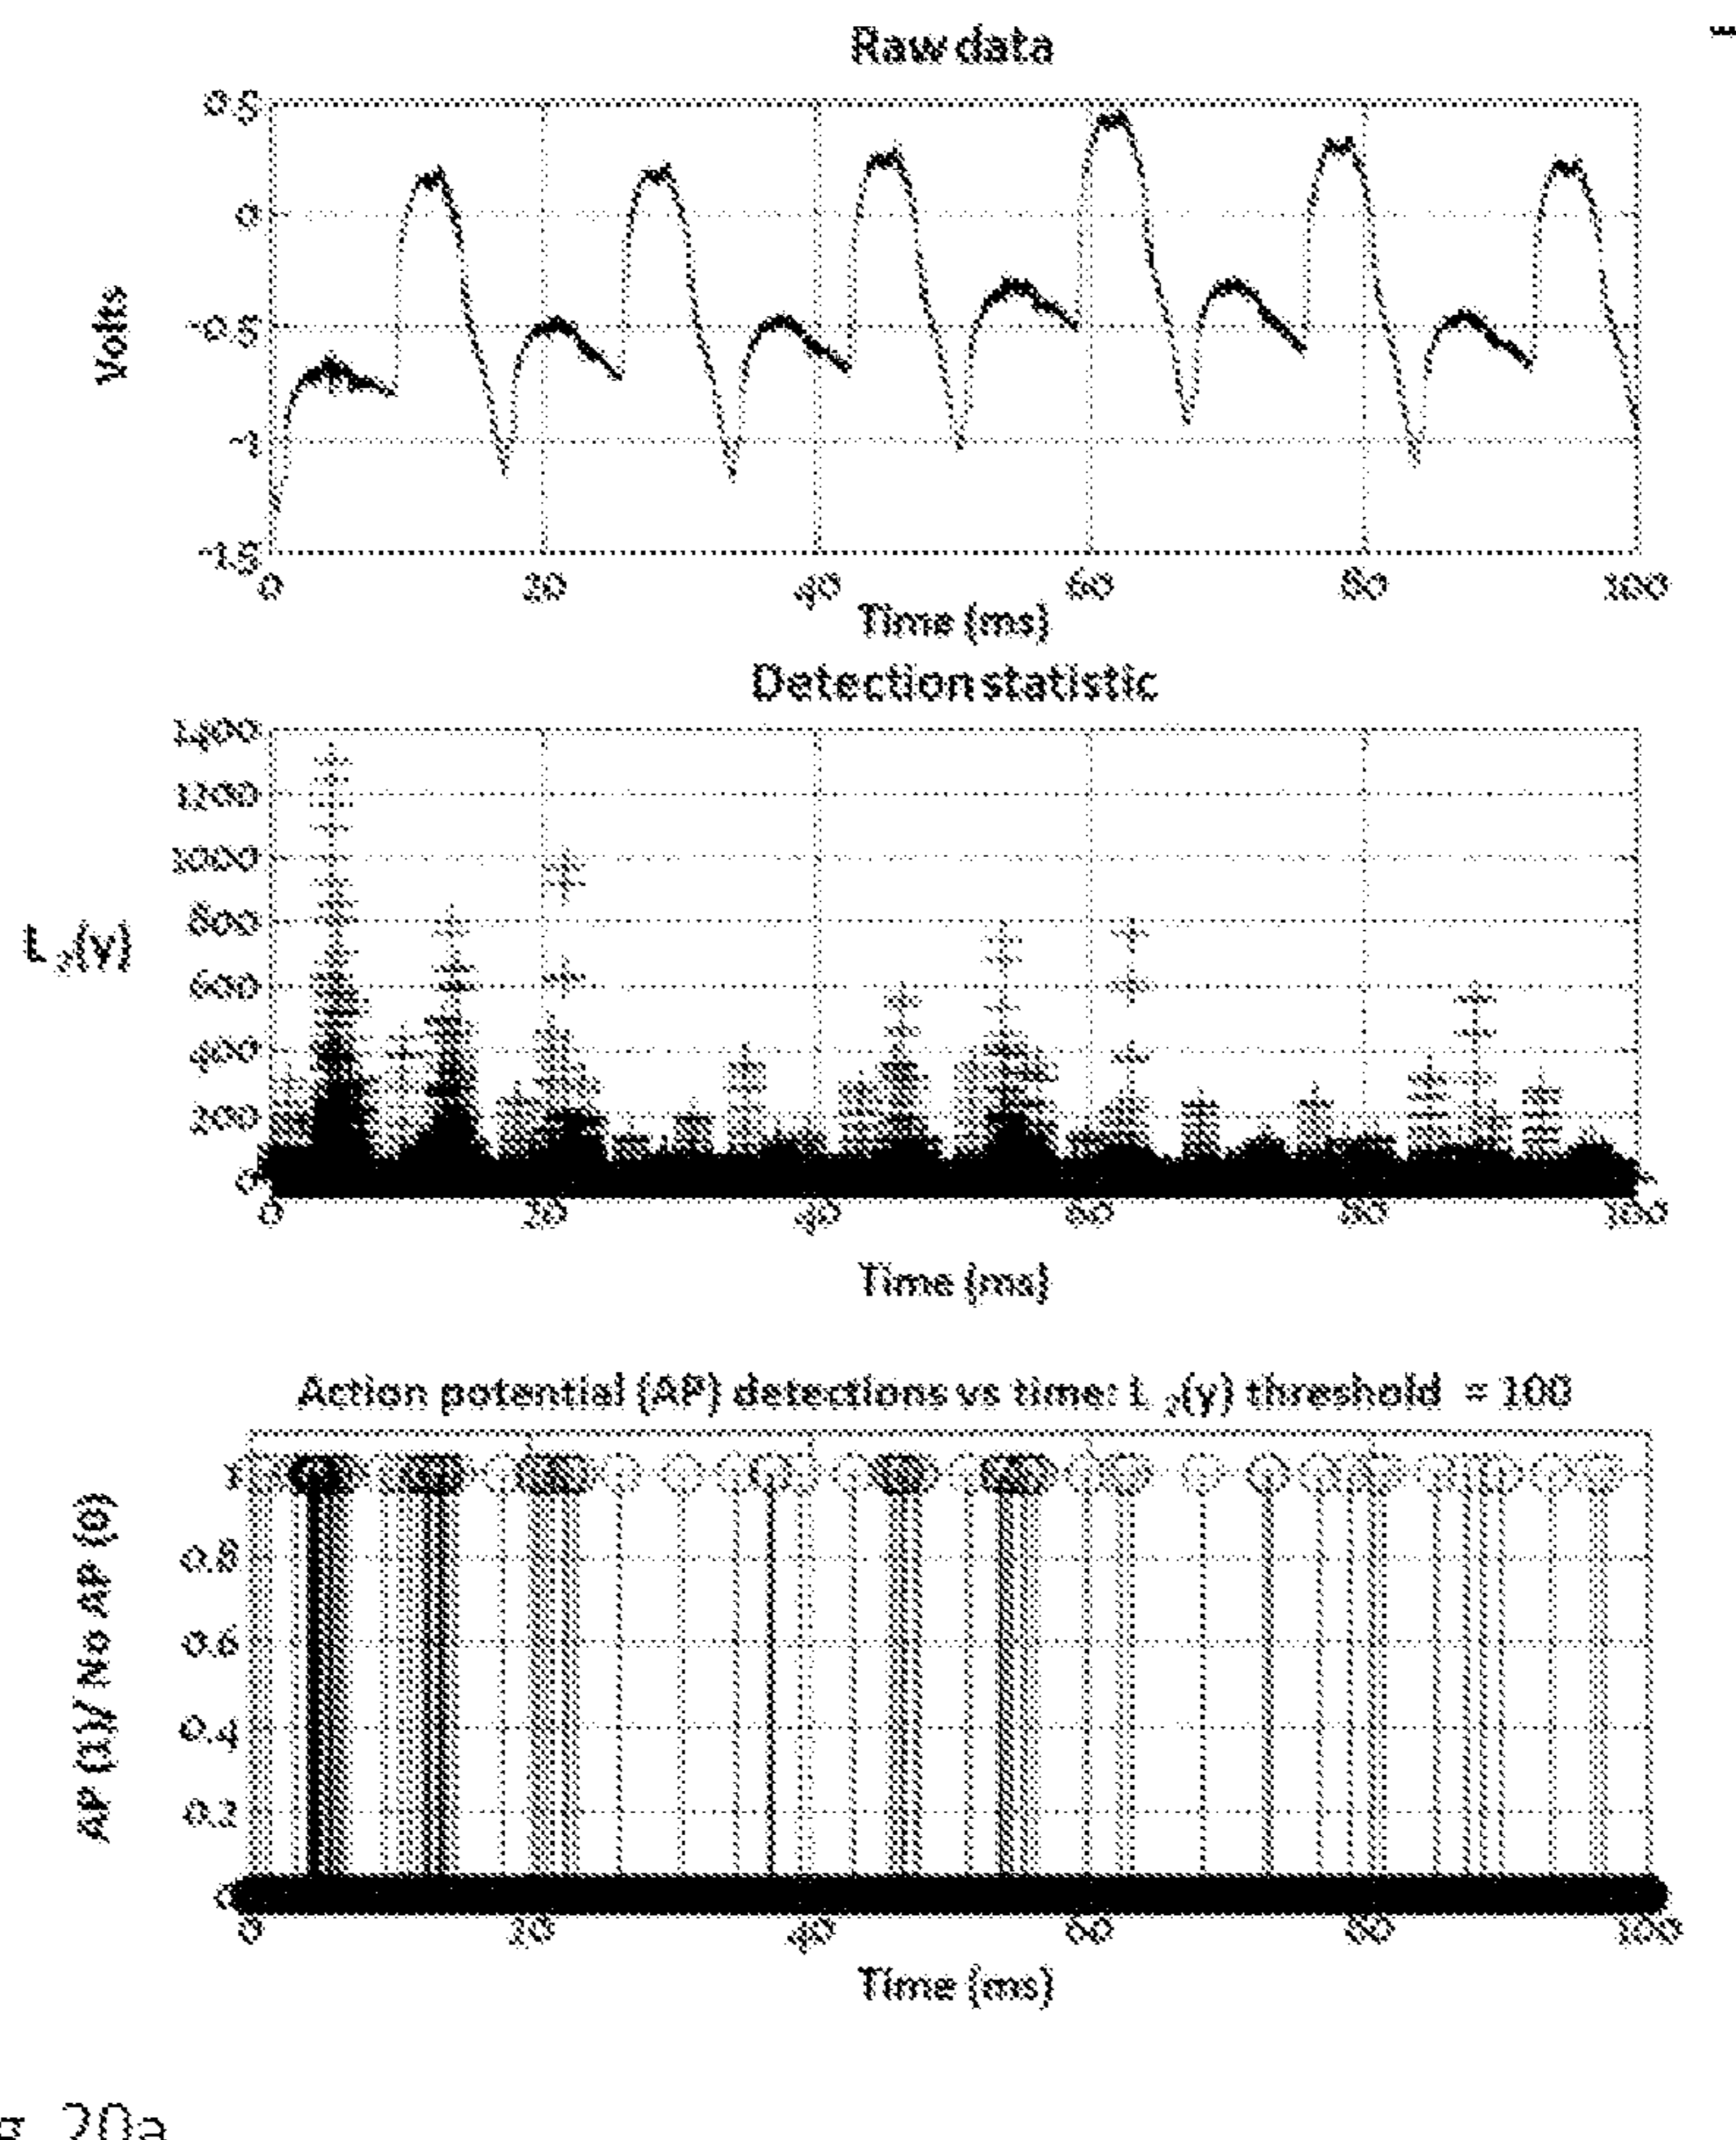 Raw data
0.5
0
-0.5
-1
-1.5
Volts
0 20 40 60 80 100
Time (ms)
Detection statistic
1400
1200
1000
800
600
400
200
0
L₂(y)
0 20 40 60 80 100
Time (ms)
Action potential (AP) detections vs time: L₂(y) threshold = 100
1
0.8
0.6
0.4
0.2
0
AP (1)/ No AP (0)
0 20 40 60 80 100
Time (ms)
20a